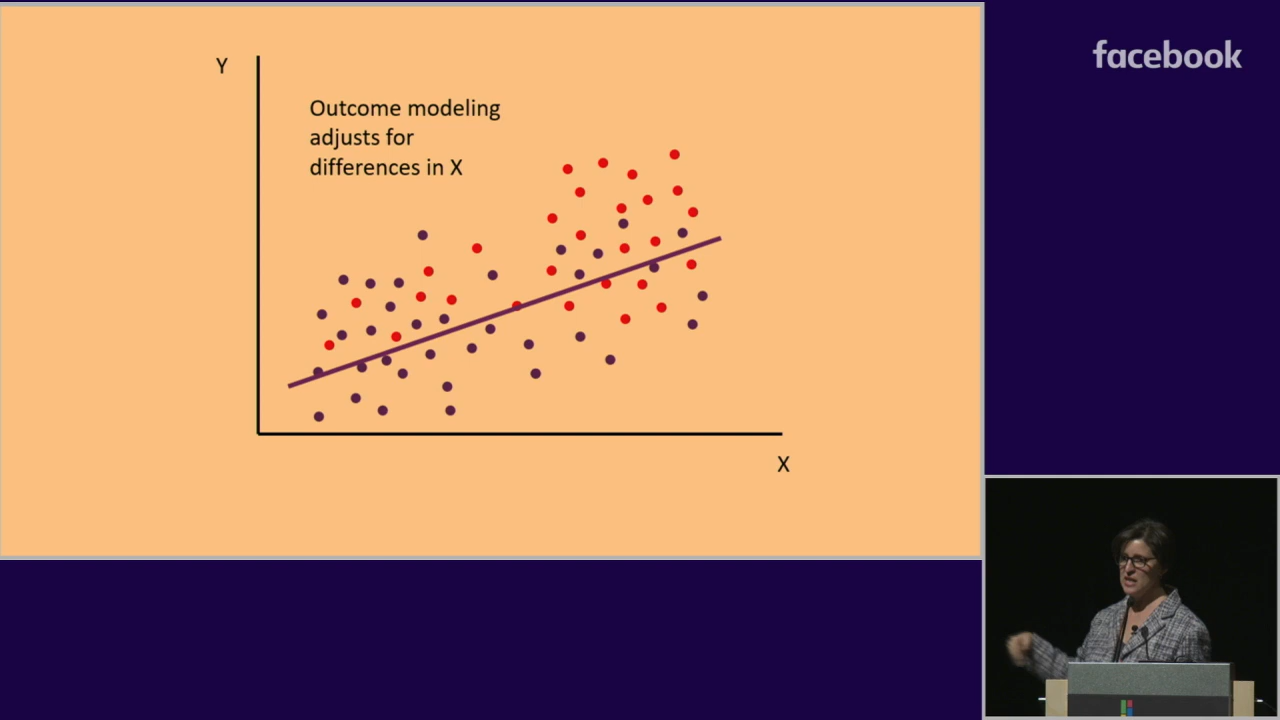 facebook
Y
Outcome modeling
adjusts for
differences in X
X